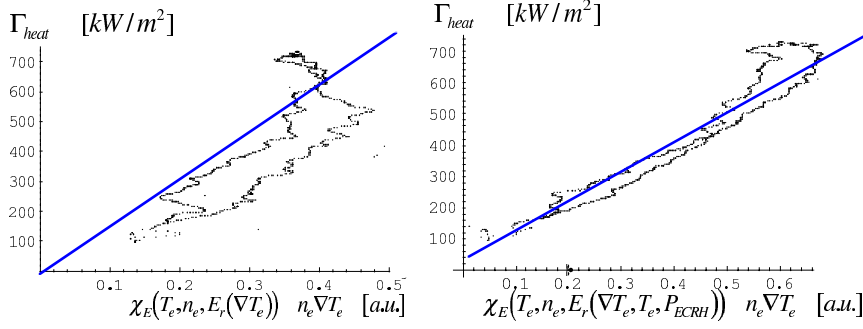 Γheat [kW/m²]
700
600
500
400
300
200
100
0.1 0.2 0.3 0.4 0.5
χE(Te,ne,Er(∇Te)) ne∇Te [a.u.]
Γheat [kW/m²]
700
600
500
400
300
200
100
0.1 0.2 0.3 0.4 0.5 0.6
χE(Te,ne,Er(∇Te,Te,PECRH)) ne∇Te [a.u.]